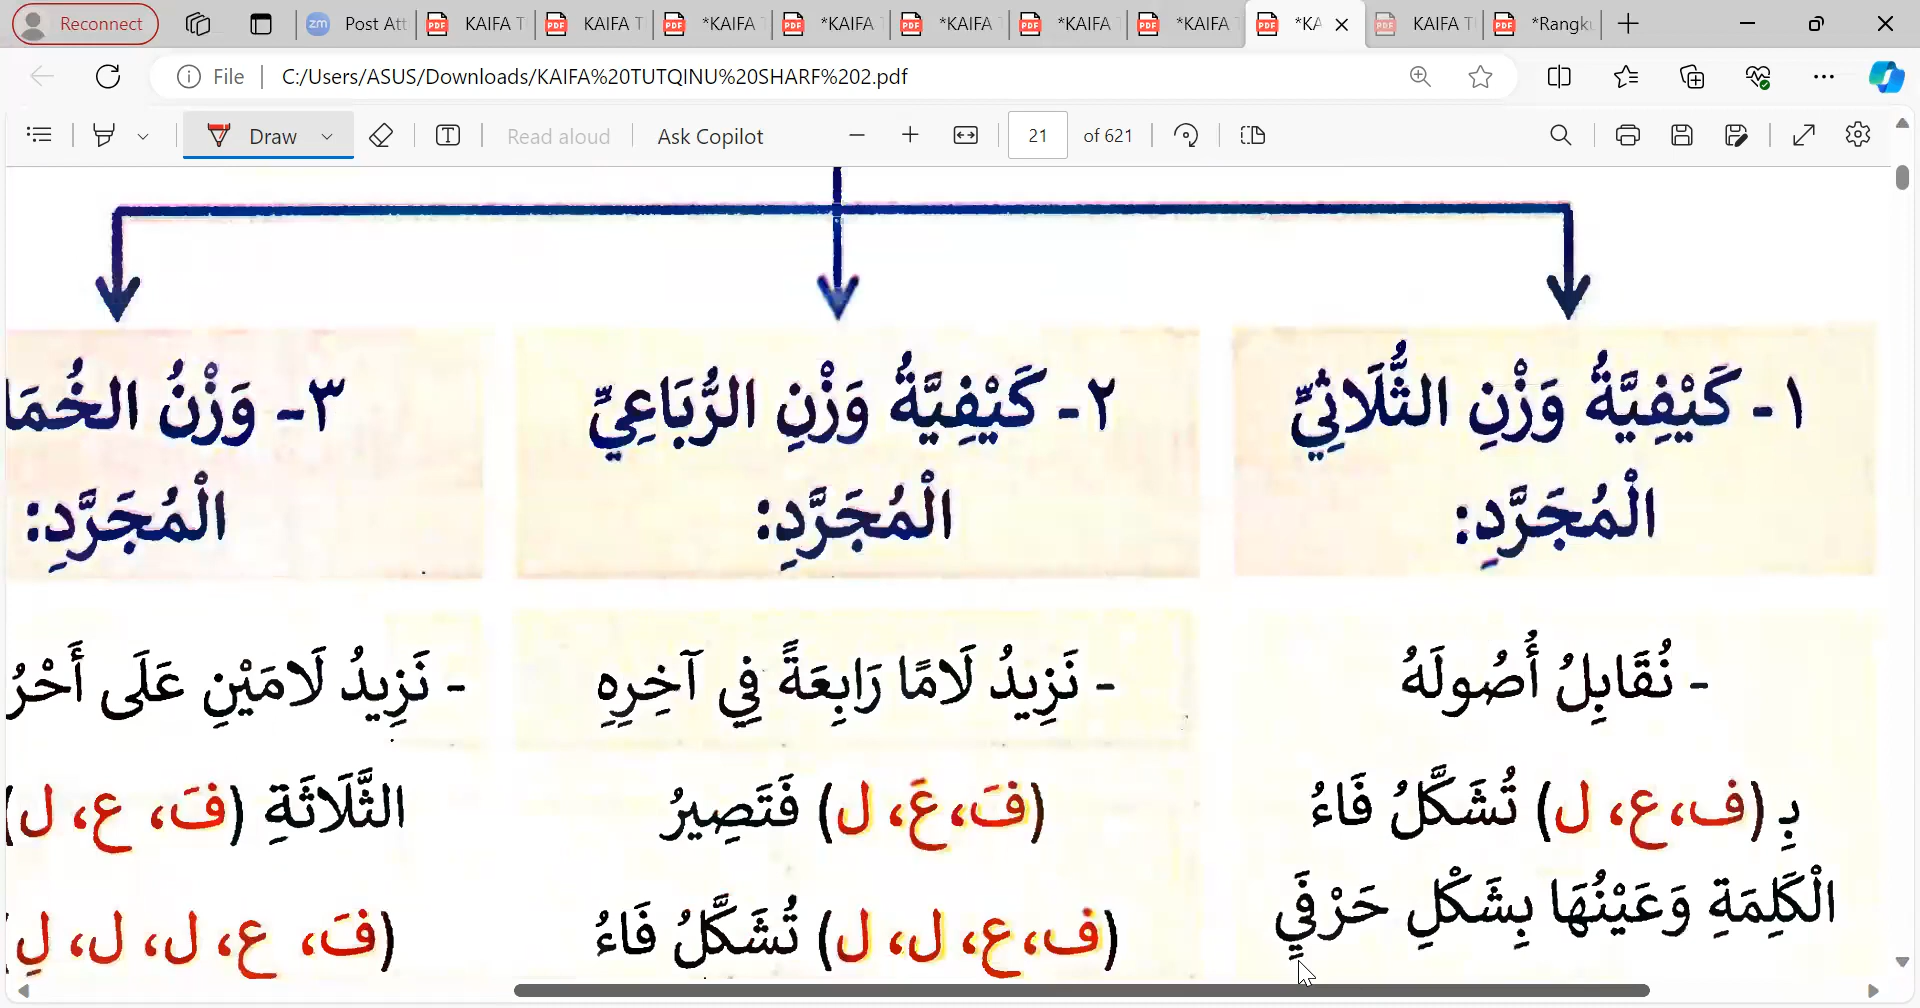 Reconnect
Post Att
KAIFA T
KAIFA T
*KAIFA T
*KAIFA T
*KAIFA T
*KAIFA T
*KAIFA T
*KA
KAIFA T
*Rangku
File
C:/Users/ASUS/Downloads/KAIFA%20TUTQINU%20SHARF%202.pdf
Draw
Read aloud
Ask Copilot
21
of 621
١- كَيْفِيَّةُ وَزْنِ الثُّلَاثِيِّ
الْمُجَرَّدِ:
- نُقَابِلُ أُصُولَهُ
بِـ (ف، ع، ل) تُشَكَّلُ فَاءُ
الْكَلِمَةِ وَعَيْنُهَا بِشَكْلِ حَرْفَيِ
٢- كَيْفِيَّةُ وَزْنِ الرُّبَاعِيِّ
الْمُجَرَّدِ:
- نَزِيدُ لَامًا رَابِعَةً فِي آخِرِهِ
(فَ، عَ، ل) فَتَصِيرُ
(ف، ع، ل، ل) تُشَكَّلُ فَاءُ
٣- وَزْنُ الخُمَا
الْمُجَرَّدِ:
- نَزِيدُ لَامَيْنِ عَلَى أَحْرُ
الثَّلَاثَةِ (فَ، ع، ل)
(فَ، ع، ل، ل، لِ)